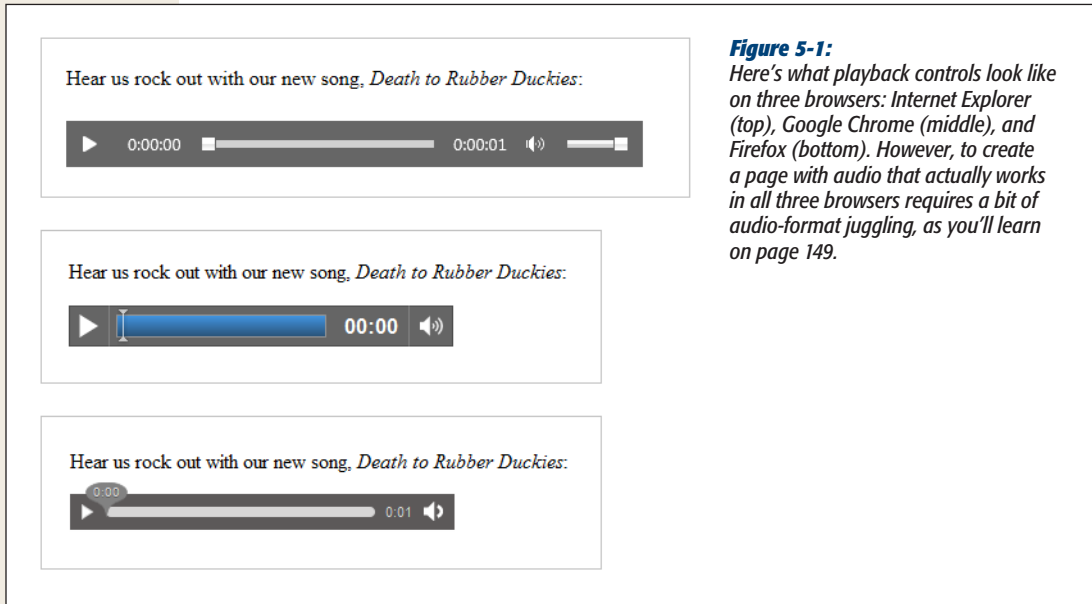 Hear us rock out with our new song, Death to Rubber Duckies:
0:00:00 0:00:01
Hear us rock out with our new song, Death to Rubber Duckies:
00:00
Hear us rock out with our new song, Death to Rubber Duckies:
0:00
0:01
Figure 5-1:
Here's what playback controls look like
on three browsers: Internet Explorer
(top), Google Chrome (middle), and
Firefox (bottom). However, to create
a page with audio that actually works
in all three browsers requires a bit of
audio-format juggling, as you'll learn
on page 149.